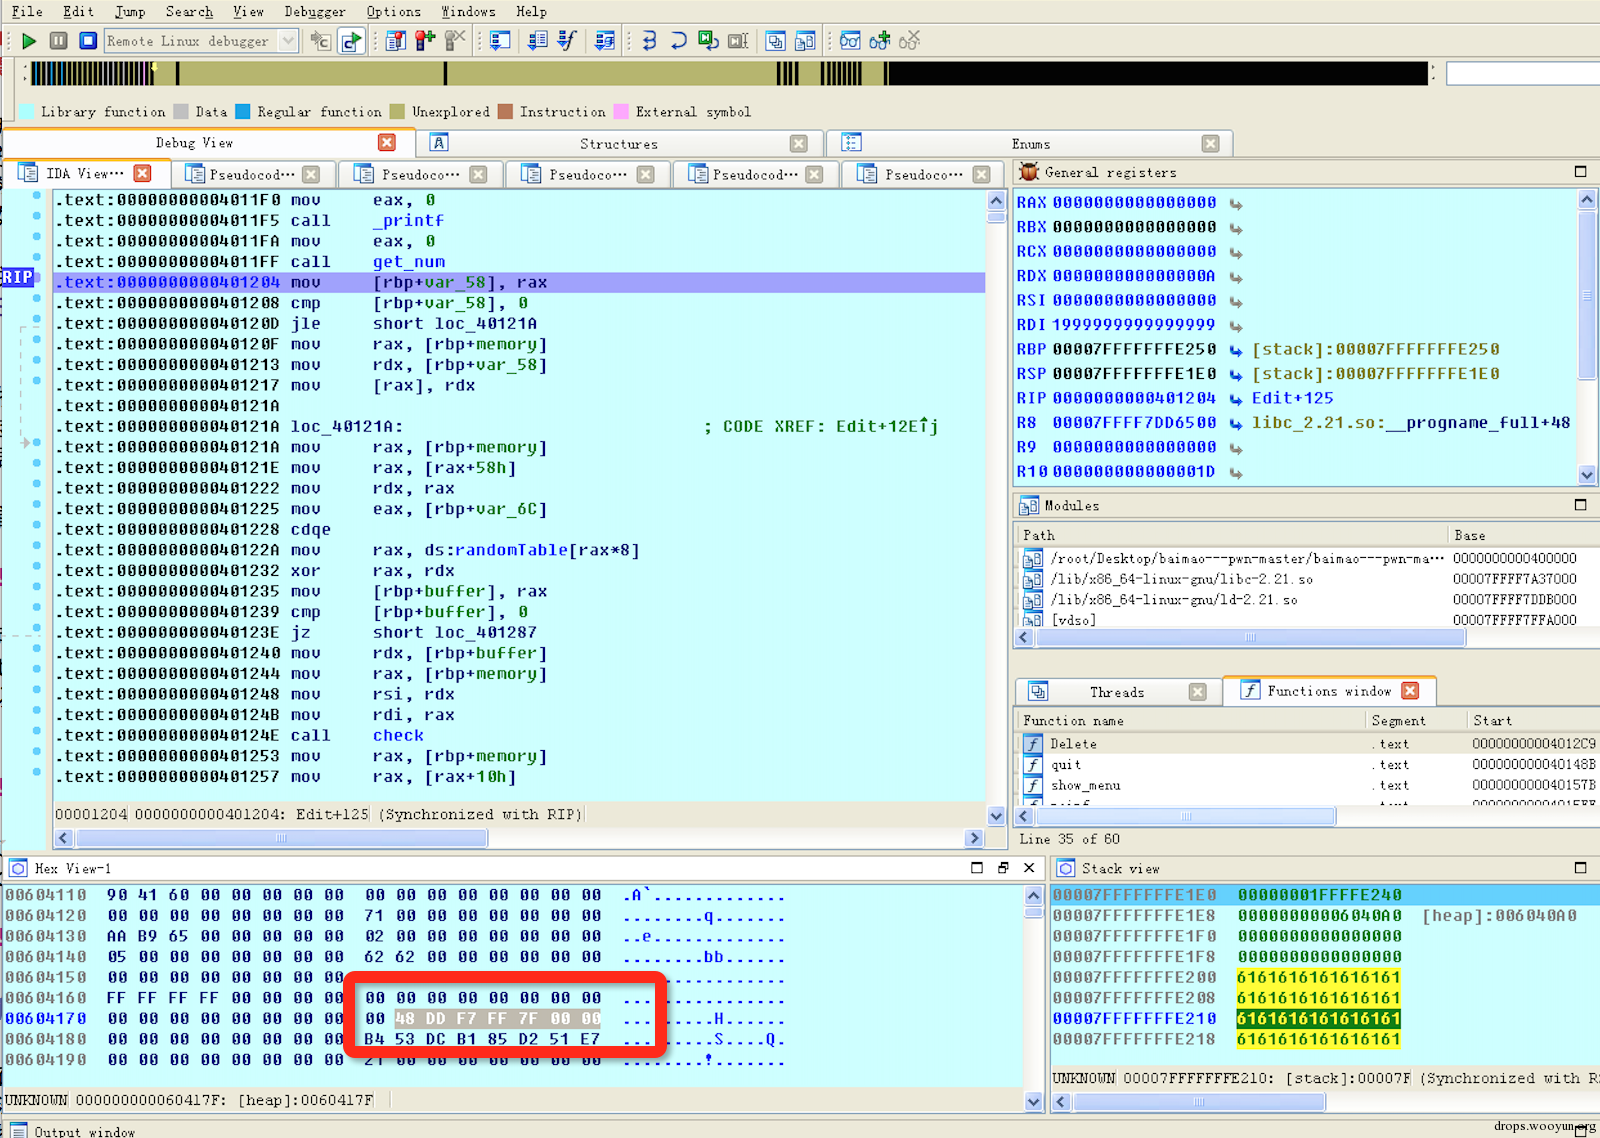 File Edit Jump Search View Debugger Options Windows Help
Remote Linux debugger
Library function Data Regular function Unexplored Instruction External symbol
Debug View Structures Enums
IDA View··· Pseudocod··· Pseudoco··· Pseudoco··· Pseudocod··· Pseudoco···
.text:00000000004011F0 mov eax, 0
.text:00000000004011F5 call _printf
.text:00000000004011FA mov eax, 0
.text:00000000004011FF call get_num
RIP .text:0000000000401204 mov [rbp+var_58], rax
.text:0000000000401208 cmp [rbp+var_58], 0
.text:000000000040120D jle short loc_40121A
.text:000000000040120F mov rax, [rbp+memory]
.text:0000000000401213 mov rdx, [rbp+var_58]
.text:0000000000401217 mov [rax], rdx
.text:000000000040121A
.text:000000000040121A loc_40121A: ; CODE XREF: Edit+12E↑j
.text:000000000040121A mov rax, [rbp+memory]
.text:000000000040121E mov rax, [rax+58h]
.text:0000000000401222 mov rdx, rax
.text:0000000000401225 mov eax, [rbp+var_6C]
.text:0000000000401228 cdqe
.text:000000000040122A mov rax, ds:randomTable[rax*8]
.text:0000000000401232 xor rax, rdx
.text:0000000000401235 mov [rbp+buffer], rax
.text:0000000000401239 cmp [rbp+buffer], 0
.text:000000000040123E jz short loc_401287
.text:0000000000401240 mov rdx, [rbp+buffer]
.text:0000000000401244 mov rax, [rbp+memory]
.text:0000000000401248 mov rsi, rdx
.text:000000000040124B mov rdi, rax
.text:000000000040124E call check
.text:0000000000401253 mov rax, [rbp+memory]
.text:0000000000401257 mov rax, [rax+10h]
00001204 0000000000401204: Edit+125 (Synchronized with RIP)
General registers
RAX 0000000000000000
RBX 0000000000000000
RCX 0000000000000000
RDX 000000000000000A
RSI 0000000000000000
RDI 1999999999999999
RBP 00007FFFFFFFE250 [stack]:00007FFFFFFFE250
RSP 00007FFFFFFFE1E0 [stack]:00007FFFFFFFE1E0
RIP 0000000000401204 Edit+125
R8 00007FFFF7DD6500 libc_2.21.so:__progname_full+48
R9 0000000000000000
R10 000000000000001D
Modules
Path Base
/root/Desktop/baimao---pwn-master/baimao---pwn-ma··· 0000000000400000
/lib/x86_64-linux-gnu/libc-2.21.so 00007FFFF7A37000
/lib/x86_64-linux-gnu/ld-2.21.so 00007FFFF7DDB000
[vdso] 00007FFFF7FFA000
Threads Functions window
Function name Segment Start
Delete .text 00000000004012C9
quit .text 000000000040148B
show_menu .text 000000000040157B
Line 35 of 60
Hex View-1
00604110 90 41 60 00 00 00 00 00 00 00 00 00 00 00 00 00 .A`.............
00604120 00 00 00 00 00 00 00 00 71 00 00 00 00 00 00 00 ........q.......
00604130 AA B9 65 00 00 00 00 00 02 00 00 00 00 00 00 00 ..e.............
00604140 05 00 00 00 00 00 00 00 62 62 00 00 00 00 00 00 ........bb......
00604150 00 00 00 00 00 00 00 00
00604160 FF FF FF FF 00 00 00 00 00 00 00 00 00 00 00 00 ................
00604170 00 00 00 00 00 00 00 00 00 48 DD F7 FF 7F 00 00 .........H......
00604180 00 00 00 00 00 00 00 00 B4 53 DC B1 85 D2 51 E7 .........S....Q.
00604190 00 00 00 00 00 00 00 00 21 00 00 00 00 00 00 00 ........!.......
UNKNOWN 000000000060417F: [heap]:0060417F
Stack view
00007FFFFFFFE1E0 00000001FFFFE240
00007FFFFFFFE1E8 00000000006040A0 [heap]:006040A0
00007FFFFFFFE1F0 0000000000000000
00007FFFFFFFE1F8 0000000000000000
00007FFFFFFFE200 6161616161616161
00007FFFFFFFE208 6161616161616161
00007FFFFFFFE210 6161616161616161
00007FFFFFFFE218 6161616161616161
UNKNOWN 00007FFFFFFFE210: [stack]:00007F (Synchronized with R
Output window
drops.wooyun.org